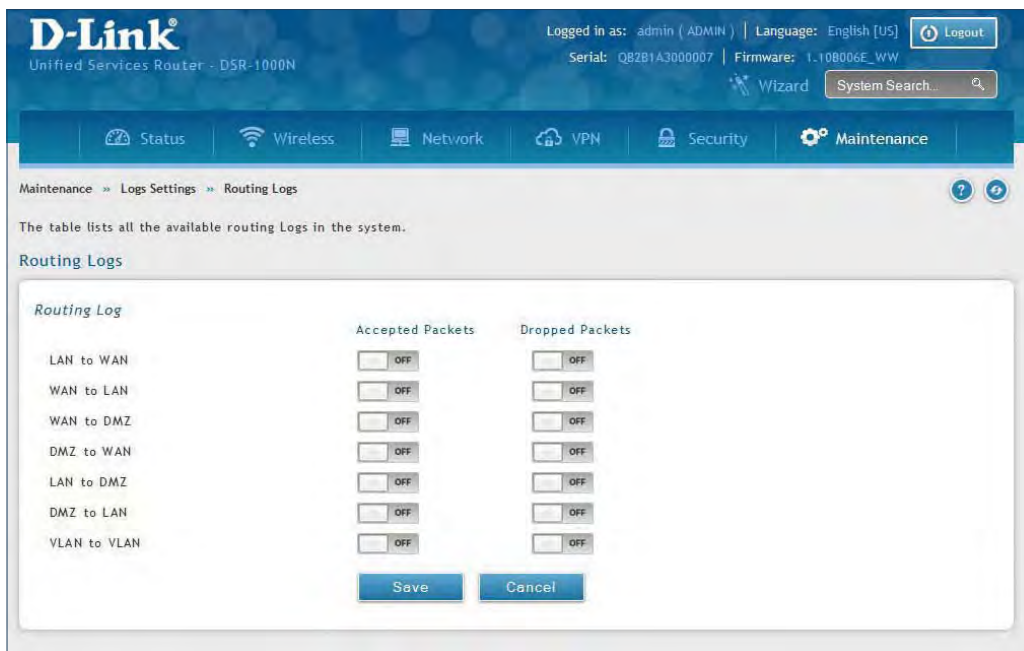 D-Link®
Unified Services Router - DSR-1000N
Logged in as: admin ( ADMIN ) | Language: English [US]
Logout
Serial: QB2B1A3000007 | Firmware: 1.10B006E_WW
Wizard
System Search...
Status
Wireless
Network
VPN
Security
Maintenance
Maintenance » Logs Settings » Routing Logs
?
The table lists all the available routing Logs in the system.
Routing Logs
Routing Log
Accepted Packets Dropped Packets
LAN to WAN OFF OFF
WAN to LAN OFF OFF
WAN to DMZ OFF OFF
DMZ to WAN OFF OFF
LAN to DMZ OFF OFF
DMZ to LAN OFF OFF
VLAN to VLAN OFF OFF
Save Cancel